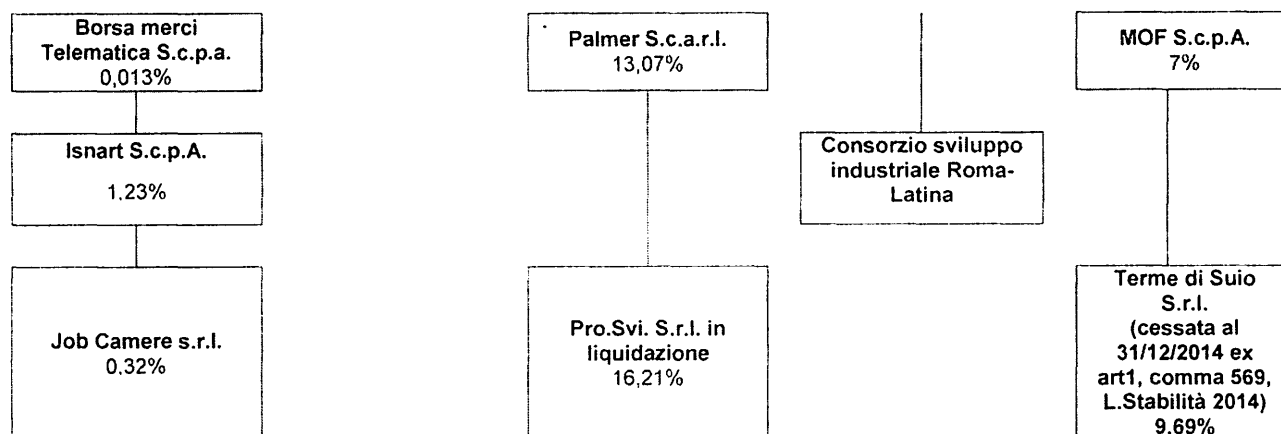 Borsa merci
Telematica S.c.p.a.
0,013%
Palmer S.c.a.r.l.
13,07%
MOF S.c.p.A.
7%
Isnart S.c.p.A.
1,23%
Consorzio sviluppo
industriale Roma-
Latina
Job Camere s.r.l.
0,32%
Pro.Svi. S.r.l. in
liquidazione
16,21%
Terme di Suio
S.r.l.
(cessata al
31/12/2014 ex
art1, comma 569,
L.Stabilità 2014)
9,69%